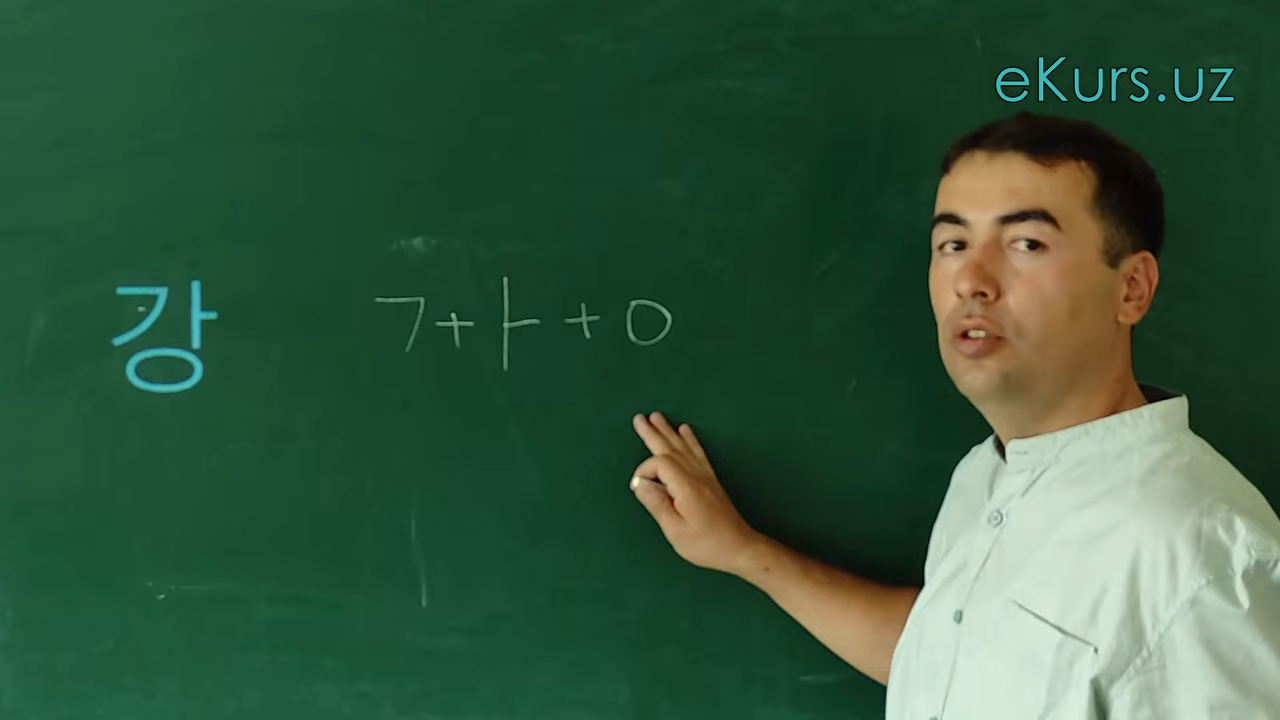 eKurs.uz
강 ㄱ+ㅏ+ㅇ